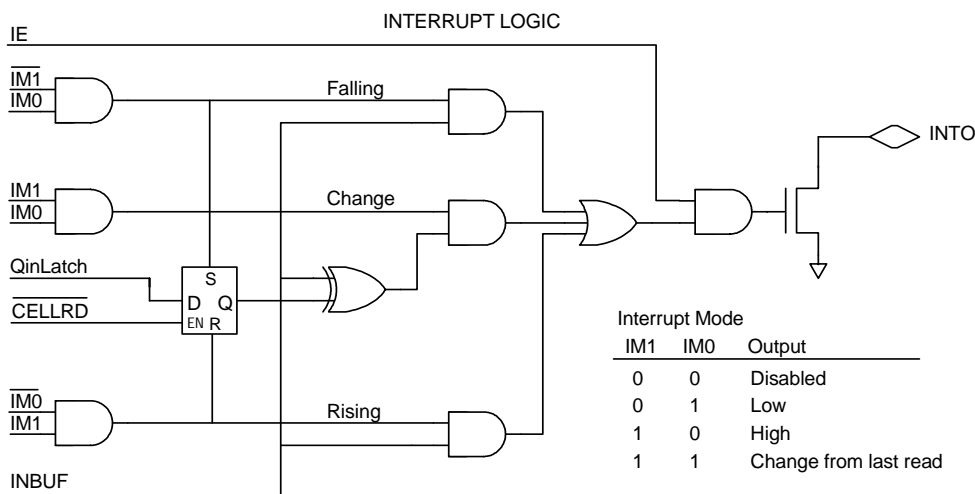 INTERRUPT LOGIC
IE
IM1
IM0
Falling
INTO
IM1
IM0
Change
QinLatch
S
D Q
CELLRD
EN R
Interrupt Mode
IM1 IM0 Output
0 0 Disabled
0 1 Low
1 0 High
1 1 Change from last read
IM0
IM1
Rising
INBUF